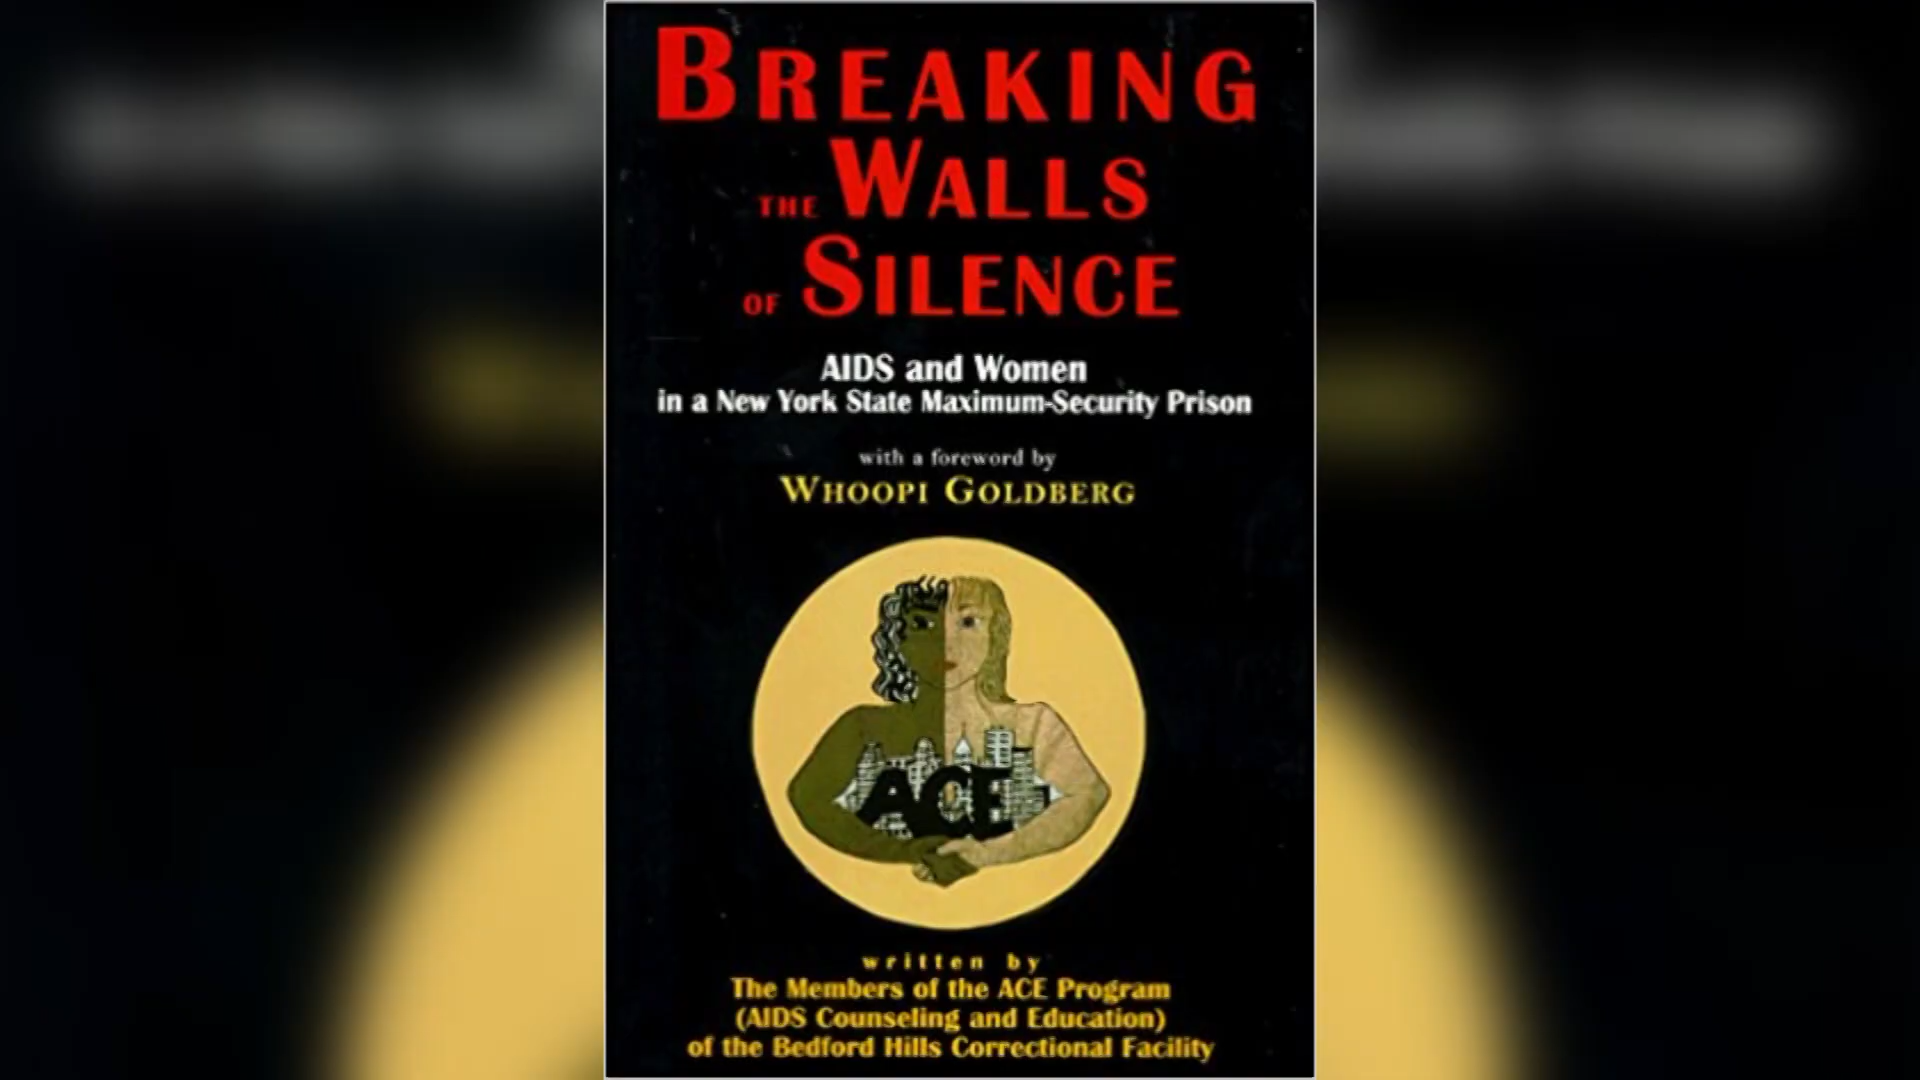 BREAKING
THE WALLS
OF SILENCE
AIDS and Women
in a New York State Maximum-Security Prison
with a foreword by
WHOOPI GOLDBERG
ACE
written by
The Members of the ACE Program
(AIDS Counseling and Education)
of the Bedford Hills Correctional Facility